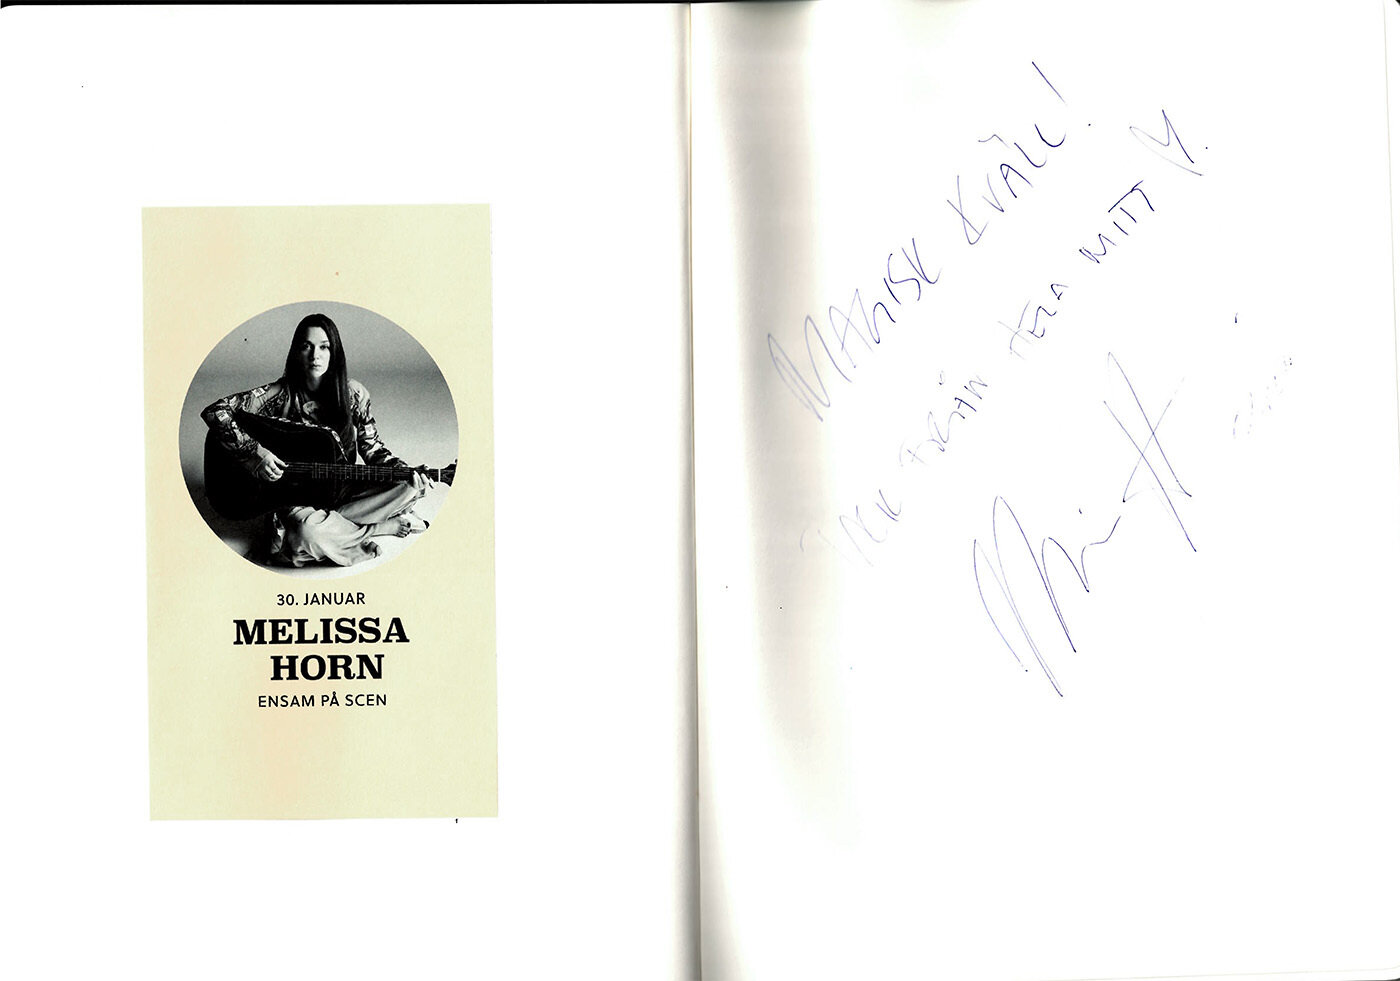 30. JANUAR
MELISSA
HORN
ENSAM PÅ SCEN
MAGISK KVÄLL!
TACK FRÅN HELA MITT